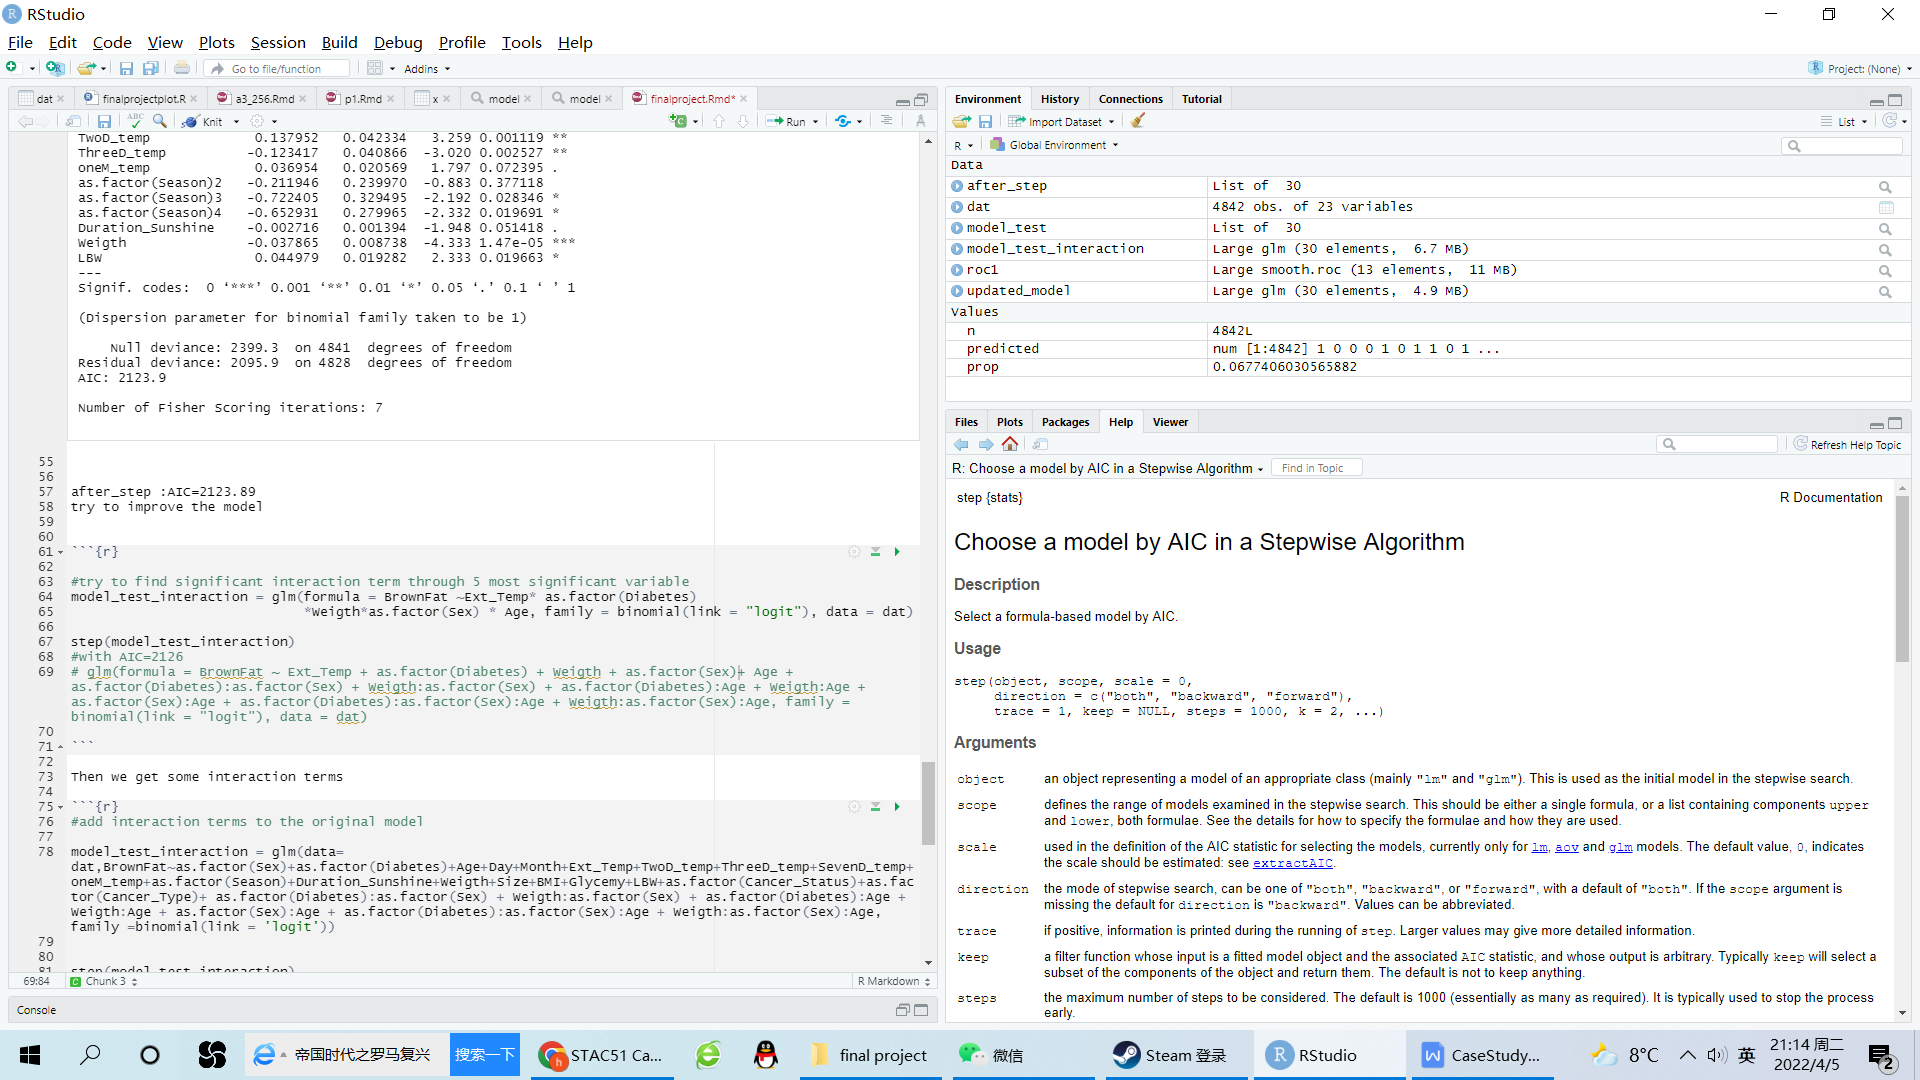 RStudio
File Edit Code View Plots Session Build Debug Profile Tools Help
Go to file/function Addins Project: (None)
dat finalprojectplot.R a3_256.Rmd p1.Rmd x model model finalproject.Rmd*
Knit Run
TwoD_temp 0.137952 0.042334 3.259 0.001119 **
ThreeD_temp -0.123417 0.040866 -3.020 0.002527 **
oneM_temp 0.036954 0.020569 1.797 0.072395 .
as.factor(Season)2 -0.211946 0.239970 -0.883 0.377118
as.factor(Season)3 -0.722405 0.329495 -2.192 0.028346 *
as.factor(Season)4 -0.652931 0.279965 -2.332 0.019691 *
Duration_Sunshine -0.002716 0.001394 -1.948 0.051418 .
Weigth -0.037865 0.008738 -4.333 1.47e-05 ***
LBW 0.044979 0.019282 2.333 0.019663 *
---
Signif. codes: 0 ‘***’ 0.001 ‘**’ 0.01 ‘*’ 0.05 ‘.’ 0.1 ‘ ’ 1
(Dispersion parameter for binomial family taken to be 1)
Null deviance: 2399.3 on 4841 degrees of freedom
Residual deviance: 2095.9 on 4828 degrees of freedom
AIC: 2123.9
Number of Fisher Scoring iterations: 7
55
56
57 after_step :AIC=2123.89
58 try to improve the model
59
60
61 ```{r}
62
63 #try to find significant interaction term through 5 most significant variable
64 model_test_interaction = glm(formula = BrownFat ~Ext_Temp* as.factor(Diabetes)
65 *Weigth*as.factor(Sex) * Age, family = binomial(link = "logit"), data = dat)
66
67 step(model_test_interaction)
68 #with AIC=2126
69 # glm(formula = BrownFat ~ Ext_Temp + as.factor(Diabetes) + Weigth + as.factor(Sex)+ Age +
as.factor(Diabetes):as.factor(Sex) + Weigth:as.factor(Sex) + as.factor(Diabetes):Age + Weigth:Age +
as.factor(Sex):Age + as.factor(Diabetes):as.factor(Sex):Age + Weigth:as.factor(Sex):Age, family =
binomial(link = "logit"), data = dat)
70
71 ```
72
73 Then we get some interaction terms
74
75 ```{r}
76 #add interaction terms to the original model
77
78 model_test_interaction = glm(data=
dat,BrownFat~as.factor(Sex)+as.factor(Diabetes)+Age+Day+Month+Ext_Temp+TwoD_temp+ThreeD_temp+SevenD_temp+
oneM_temp+as.factor(Season)+Duration_Sunshine+Weigth+Size+BMI+Glycemy+LBW+as.factor(Cancer_Status)+as.fac
tor(Cancer_Type)+ as.factor(Diabetes):as.factor(Sex) + Weigth:as.factor(Sex) + as.factor(Diabetes):Age +
Weigth:Age + as.factor(Sex):Age + as.factor(Diabetes):as.factor(Sex):Age + Weigth:as.factor(Sex):Age,
family =binomial(link = 'logit'))
79
80
81 step(model_test_interaction)
69:84 Chunk 3 R Markdown
Console
Environment History Connections Tutorial
Import Dataset List
R Global Environment
Data
after_step List of 30
dat 4842 obs. of 23 variables
model_test List of 30
model_test_interaction Large glm (30 elements, 6.7 MB)
roc1 Large smooth.roc (13 elements, 11 MB)
updated_model Large glm (30 elements, 4.9 MB)
Values
n 4842L
predicted num [1:4842] 1 0 0 0 1 0 1 1 0 1 ...
prop 0.0677406030565882
Files Plots Packages Help Viewer
Refresh Help Topic
R: Choose a model by AIC in a Stepwise Algorithm Find in Topic
step {stats} R Documentation
Choose a model by AIC in a Stepwise Algorithm
Description
Select a formula-based model by AIC.
Usage
step(object, scope, scale = 0,
direction = c("both", "backward", "forward"),
trace = 1, keep = NULL, steps = 1000, k = 2, ...)
Arguments
object an object representing a model of an appropriate class (mainly "lm" and "glm"). This is used as the initial model in the stepwise search.
scope defines the range of models examined in the stepwise search. This should be either a single formula, or a list containing components upper
and lower, both formulae. See the details for how to specify the formulae and how they are used.
scale used in the definition of the AIC statistic for selecting the models, currently only for lm, aov and glm models. The default value, 0, indicates
the scale should be estimated: see extractAIC.
direction the mode of stepwise search, can be one of "both", "backward", or "forward", with a default of "both". If the scope argument is
missing the default for direction is "backward". Values can be abbreviated.
trace if positive, information is printed during the running of step. Larger values may give more detailed information.
keep a filter function whose input is a fitted model object and the associated AIC statistic, and whose output is arbitrary. Typically keep will select a
subset of the components of the object and return them. The default is not to keep anything.
steps the maximum number of steps to be considered. The default is 1000 (essentially as many as required). It is typically used to stop the process
early.
帝国时代之罗马复兴 搜索一下 STAC51 Ca... final project 微信 Steam 登录 RStudio CaseStudy... 8°C 英 21:14 周二
2022/4/5 2